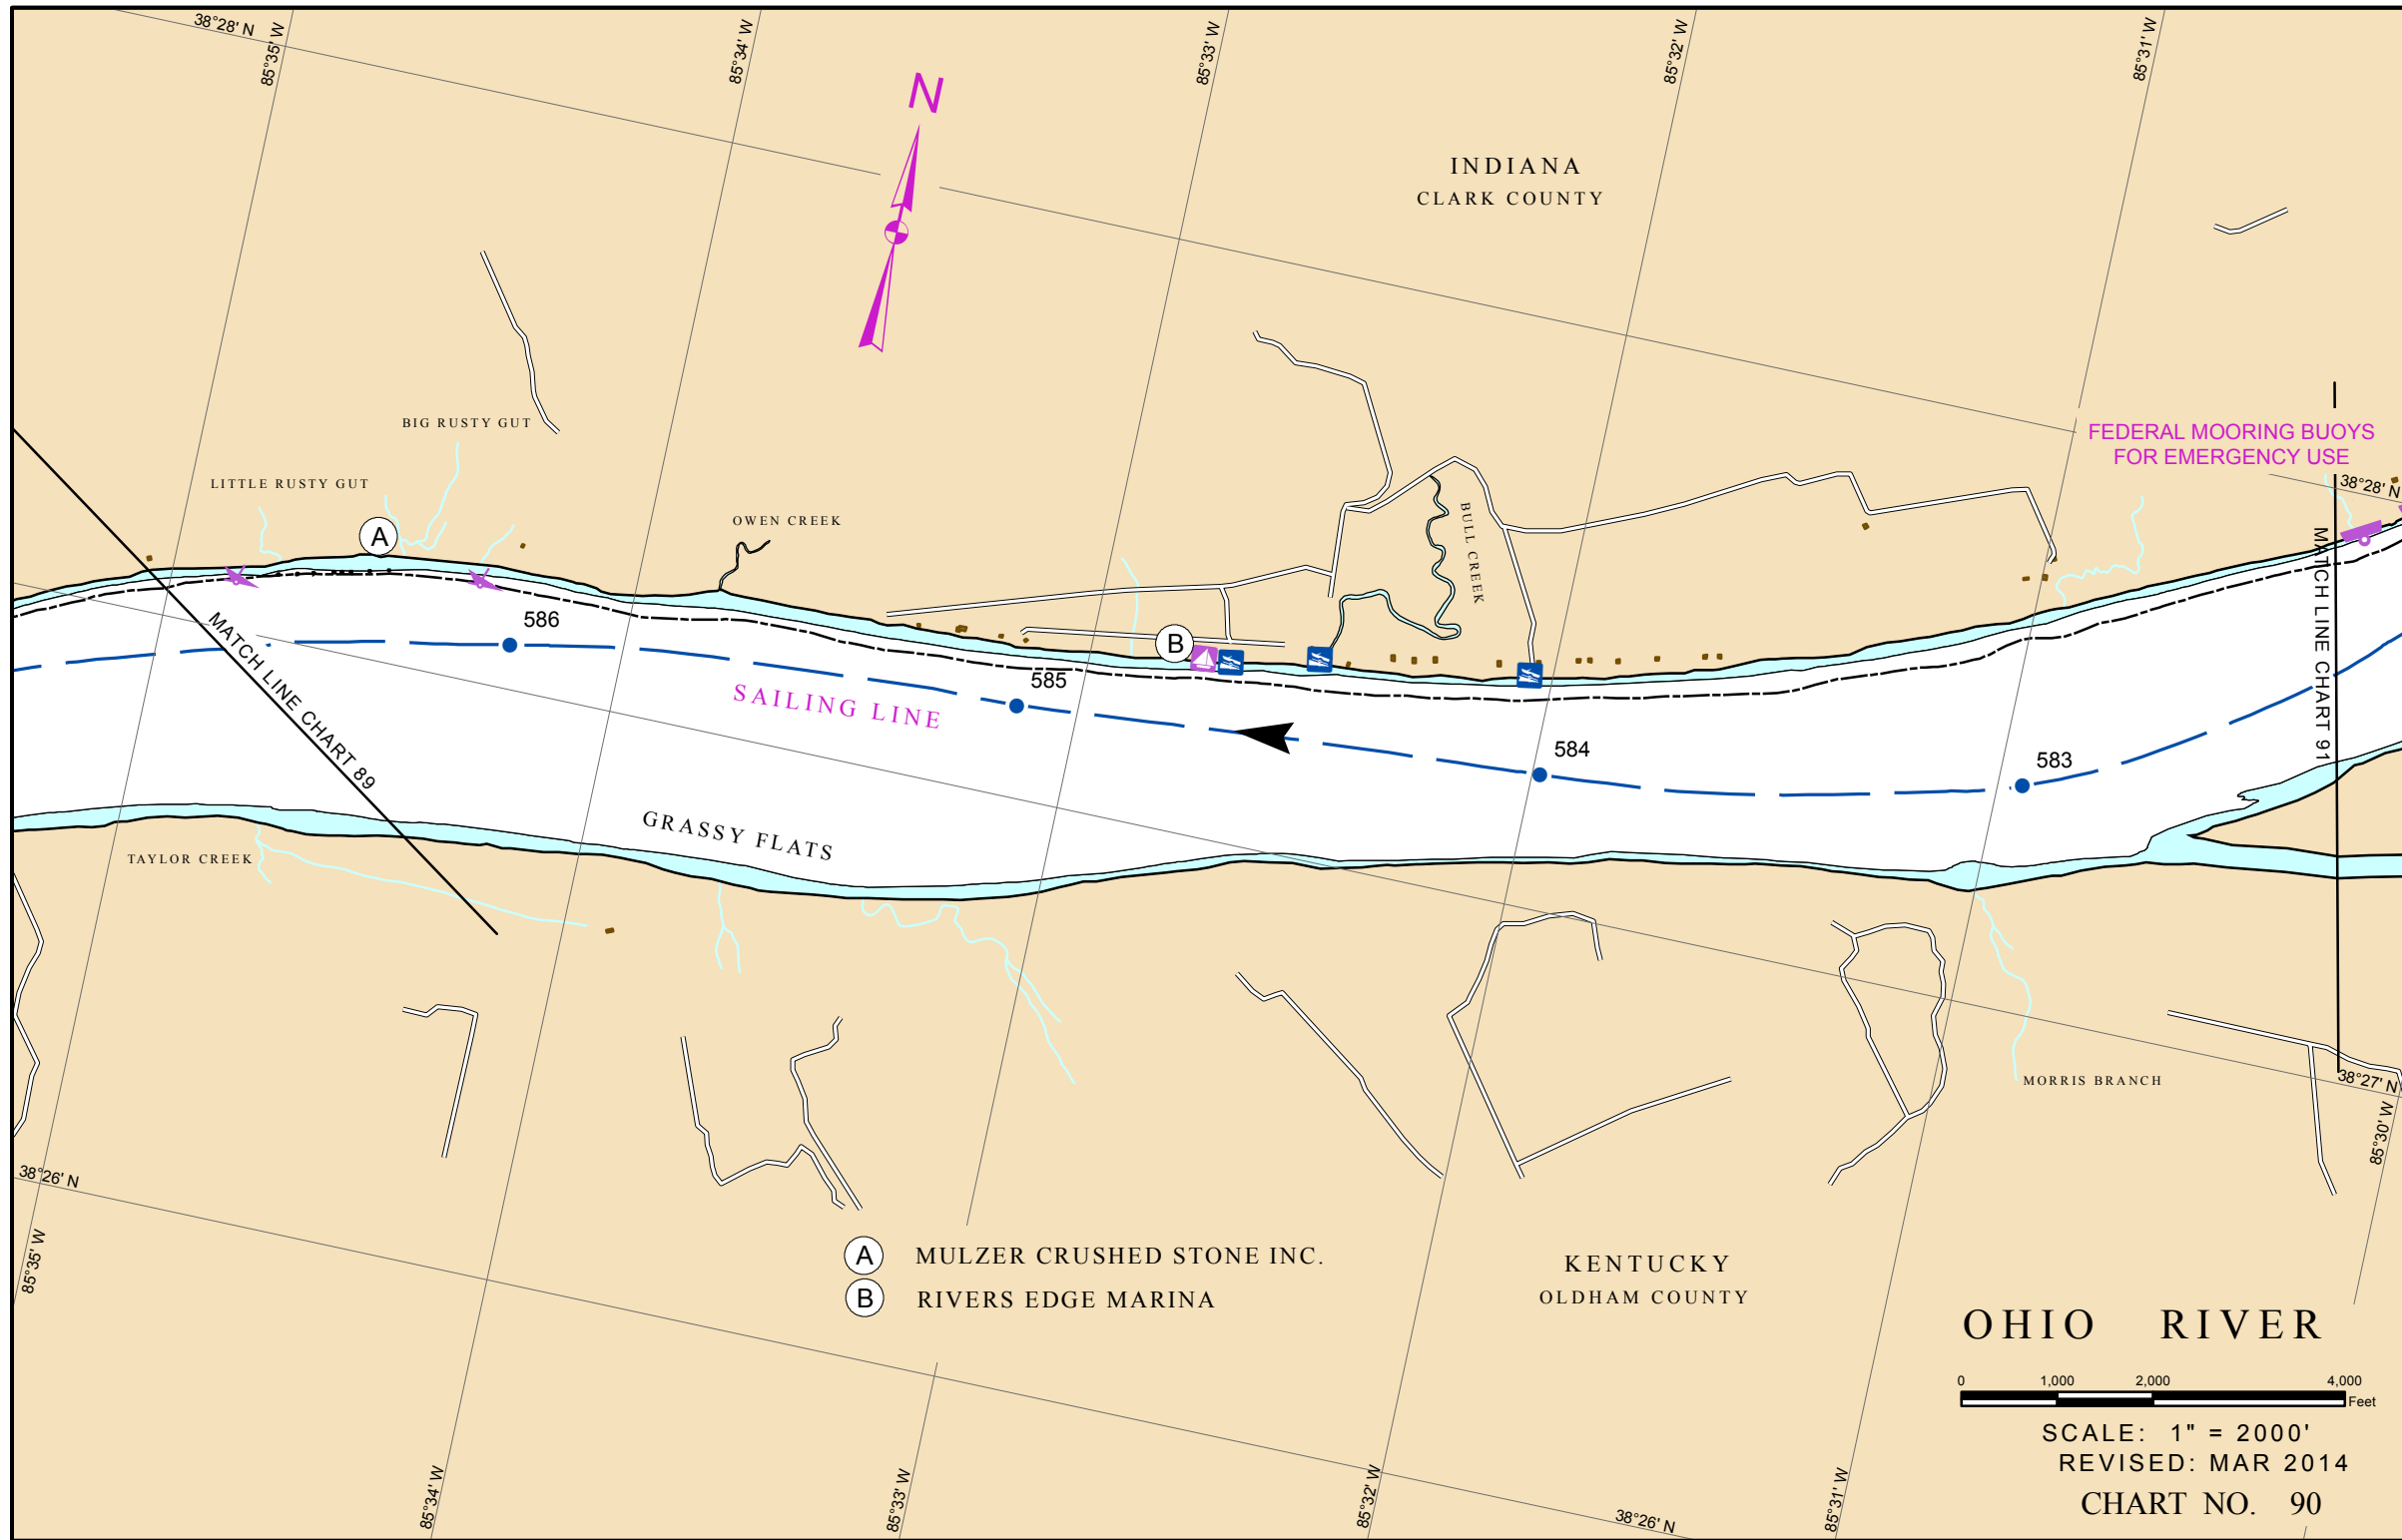 38°28' N
85°35' W
85°34' W
85°33' W
85°32' W
85°31' W
N
INDIANA
CLARK COUNTY
BIG RUSTY GUT
LITTLE RUSTY GUT
A
OWEN CREEK
BULL CREEK
FEDERAL MOORING BUOYS
FOR EMERGENCY USE
38°28' N
MATCH LINE CHART 91
MATCH LINE CHART 89
586
B
585
SAILING LINE
584
583
GRASSY FLATS
TAYLOR CREEK
MORRIS BRANCH
38°27' N
85°30' W
38°26' N
85°35' W
A MULZER CRUSHED STONE INC.
B RIVERS EDGE MARINA
KENTUCKY
OLDHAM COUNTY
OHIO RIVER
0 1,000 2,000 4,000
Feet
SCALE: 1" = 2000'
REVISED: MAR 2014
CHART NO. 90
85°34' W
85°33' W
85°32' W
38°26' N
85°31' W